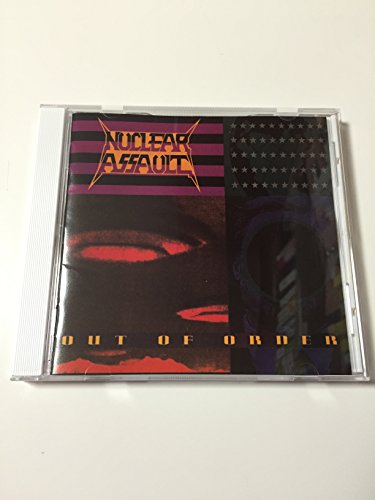 NUCLEAR
ASSAULT
OUT OF ORDER